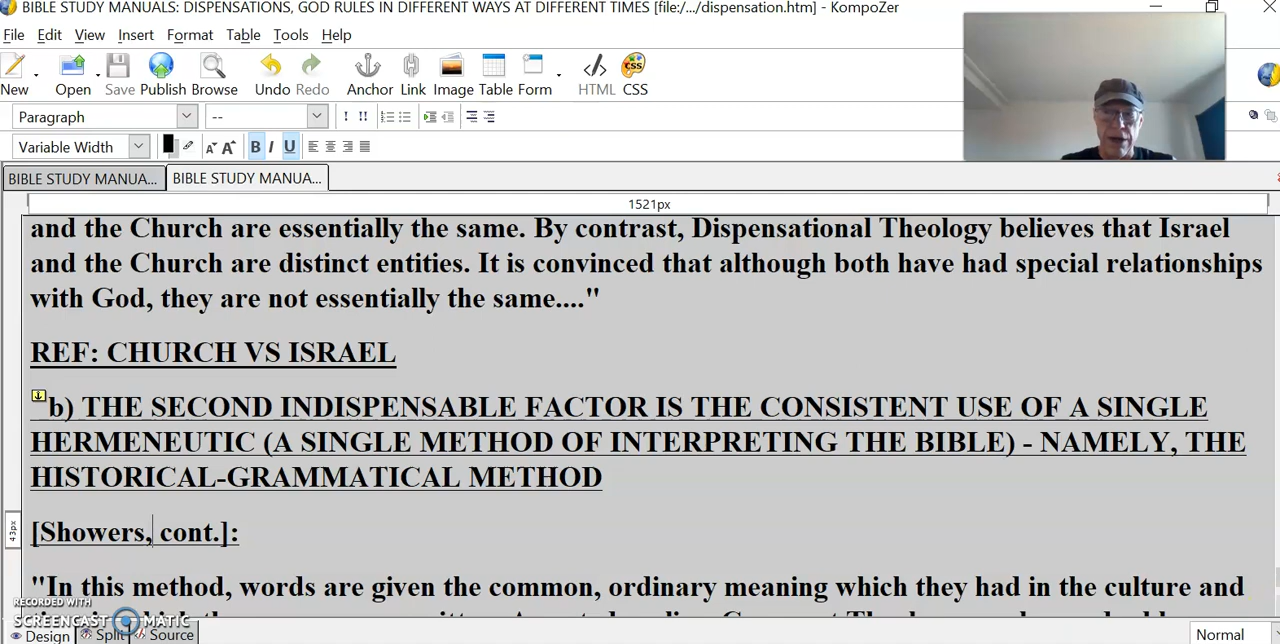 BIBLE STUDY MANUALS: DISPENSATIONS, GOD RULES IN DIFFERENT WAYS AT DIFFERENT TIMES [file:/.../dispensation.htm] - KompoZer
File Edit View Insert Format Table Tools Help
New Open Save Publish Browse Undo Redo Anchor Link Image Table Form HTML CSS
Paragraph --
Variable Width B I U
BIBLE STUDY MANUA... BIBLE STUDY MANUA...
1521px
and the Church are essentially the same. By contrast, Dispensational Theology believes that Israel
and the Church are distinct entities. It is convinced that although both have had special relationships
with God, they are not essentially the same...."
REF: CHURCH VS ISRAEL
b) THE SECOND INDISPENSABLE FACTOR IS THE CONSISTENT USE OF A SINGLE
HERMENEUTIC (A SINGLE METHOD OF INTERPRETING THE BIBLE) - NAMELY, THE
HISTORICAL-GRAMMATICAL METHOD
43px
[Showers, cont.]:
"In this method, words are given the common, ordinary meaning which they had in the culture and
RECORDED WITH
SCREENCAST MATIC
Design Split Source
Normal